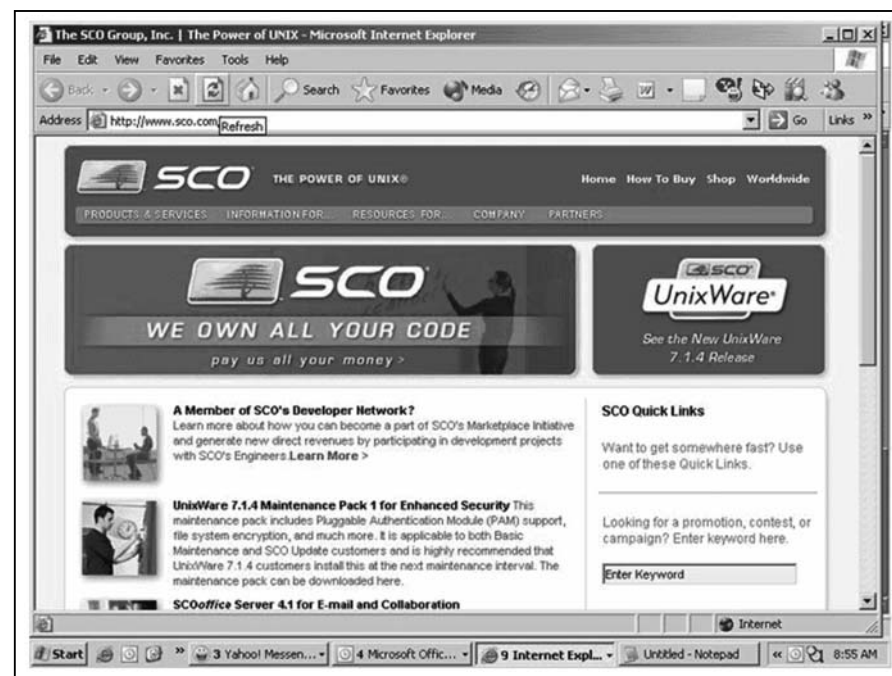 The SCO Group, Inc. | The Power of UNIX - Microsoft Internet Explorer
File Edit View Favorites Tools Help
Back Search Favorites Media
Address http://www.sco.com Refresh Go Links »
SCO THE POWER OF UNIX® Home How To Buy Shop Worldwide
PRODUCTS & SERVICES INFORMATION FOR... RESOURCES FOR... COMPANY PARTNERS
SCO
WE OWN ALL YOUR CODE
pay us all your money >
SCO
UnixWare®
See the New UnixWare
7.1.4 Release
A Member of SCO's Developer Network?
Learn more about how you can become a part of SCO's Marketplace Initiative
and generate new direct revenues by participating in development projects
with SCO's Engineers.Learn More >
UnixWare 7.1.4 Maintenance Pack 1 for Enhanced Security This
maintenance pack includes Pluggable Authentication Module (PAM) support,
file system encryption, and much more. It is applicable to both Basic
Maintenance and SCO Update customers and is highly recommended that
UnixWare 7.1.4 customers install this at the next maintenance interval. The
maintenance pack can be downloaded here.
SCOoffice Server 4.1 for E-mail and Collaboration
SCO Quick Links
Want to get somewhere fast? Use
one of these Quick Links.
Looking for a promotion, contest, or
campaign? Enter keyword here.
Enter Keyword
Internet
Start » 3 Yahoo! Messen... 4 Microsoft Offic... 9 Internet Expl... Untitled - Notepad « 8:55 AM